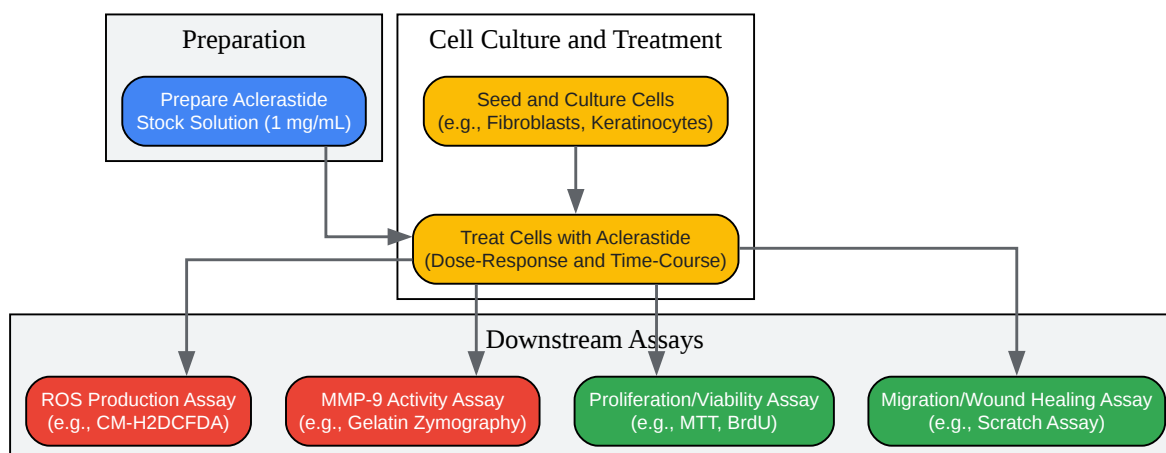 Preparation
Cell Culture and Treatment
Prepare Aclerastide
Stock Solution (1 mg/mL)
Seed and Culture Cells
(e.g., Fibroblasts, Keratinocytes)
Treat Cells with Aclerastide
(Dose-Response and Time-Course)
Downstream Assays
ROS Production Assay
(e.g., CM-H2DCFDA)
MMP-9 Activity Assay
(e.g., Gelatin Zymography)
Proliferation/Viability Assay
(e.g., MTT, BrdU)
Migration/Wound Healing Assay
(e.g., Scratch Assay)